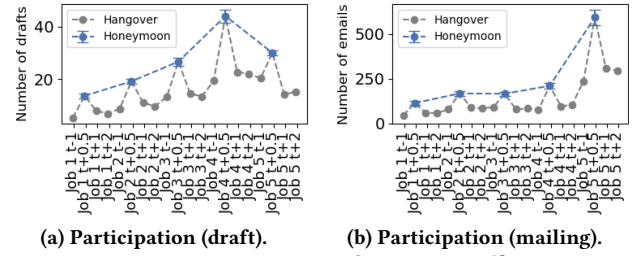 Number of drafts
40
20
Hangover
Honeymoon
Job 1 t-1
Job 1 t+0.5
Job 1 t+1
Job 1 t+2
Job 2 t-1
Job 2 t+0.5
Job 2 t+1
Job 2 t+2
Job 3 t-1
Job 3 t+0.5
Job 3 t+1
Job 3 t+2
Job 4 t-1
Job 4 t+0.5
Job 4 t+1
Job 4 t+2
Job 5 t-1
Job 5 t+0.5
Job 5 t+1
Job 5 t+2
(a) Participation (draft).
Number of emails
500
250
0
Hangover
Honeymoon
Job 1 t-1
Job 1 t+0.5
Job 1 t+1
Job 1 t+2
Job 2 t-1
Job 2 t+0.5
Job 2 t+1
Job 2 t+2
Job 3 t-1
Job 3 t+0.5
Job 3 t+1
Job 3 t+2
Job 4 t-1
Job 4 t+0.5
Job 4 t+1
Job 4 t+2
Job 5 t-1
Job 5 t+0.5
Job 5 t+1
Job 5 t+2
(b) Participation (mailing).